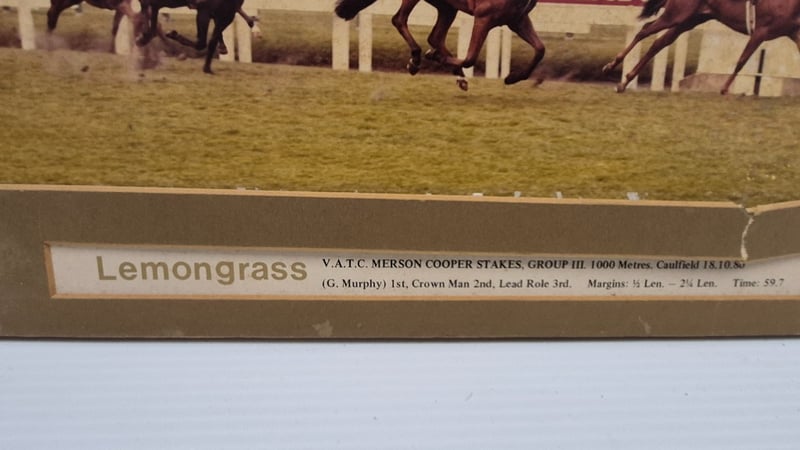 Lemongrass
V.A.T.C. MERSON COOPER STAKES, GROUP III. 1000 Metres. Caulfield 18.10.80
(G. Murphy) 1st, Crown Man 2nd, Lead Role 3rd. Margins: ½ Len. — 2¼ Len. Time: 59.7